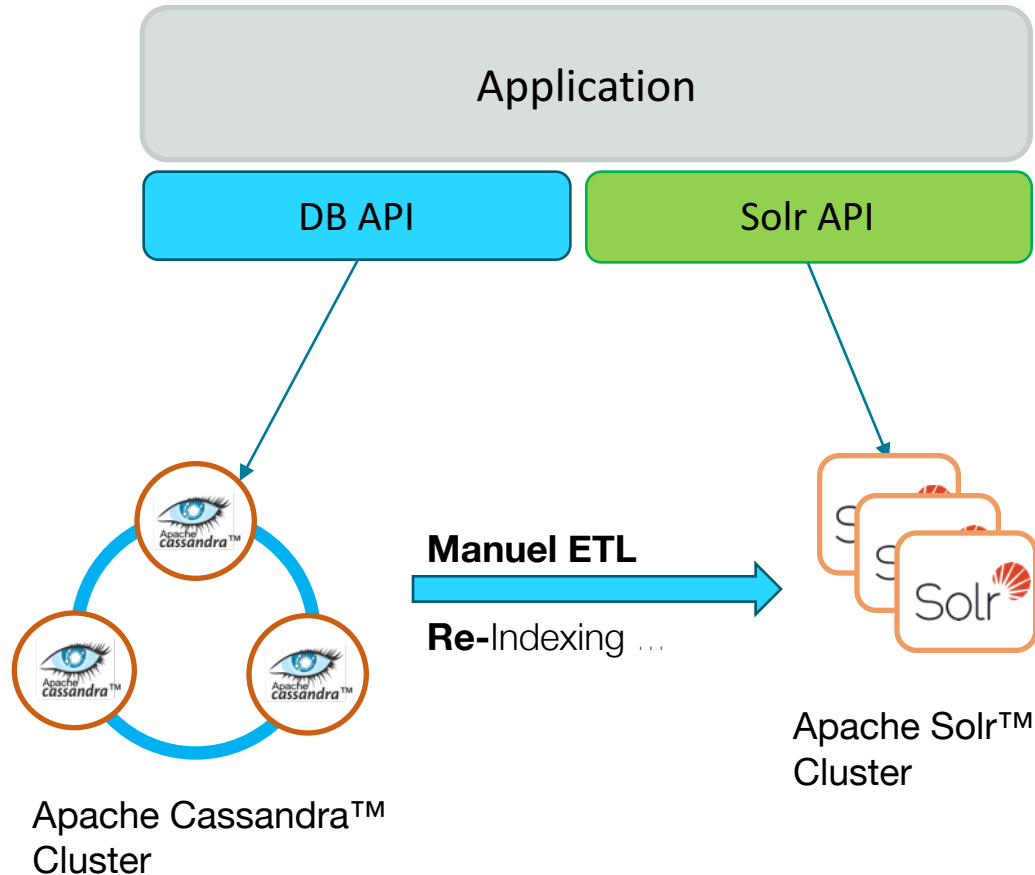 Application
DB API
Solr API
Apache
cassandra™
Apache
cassandra™
Apache
cassandra™
Manuel ETL
Re-Indexing ...
S
S
Solr
Apache Solr™
Cluster
Apache Cassandra™
Cluster